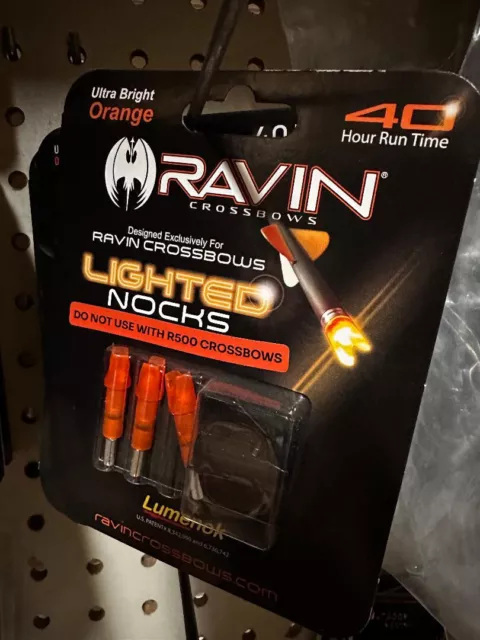 Ultra Bright
Orange
40
Hour Run Time
RAVIN®
CROSSBOWS
Designed Exclusively For
RAVIN CROSSBOWS
LIGHTED
NOCKS
DO NOT USE WITH R500 CROSSBOWS
Lumenok
ravincrossbows.com